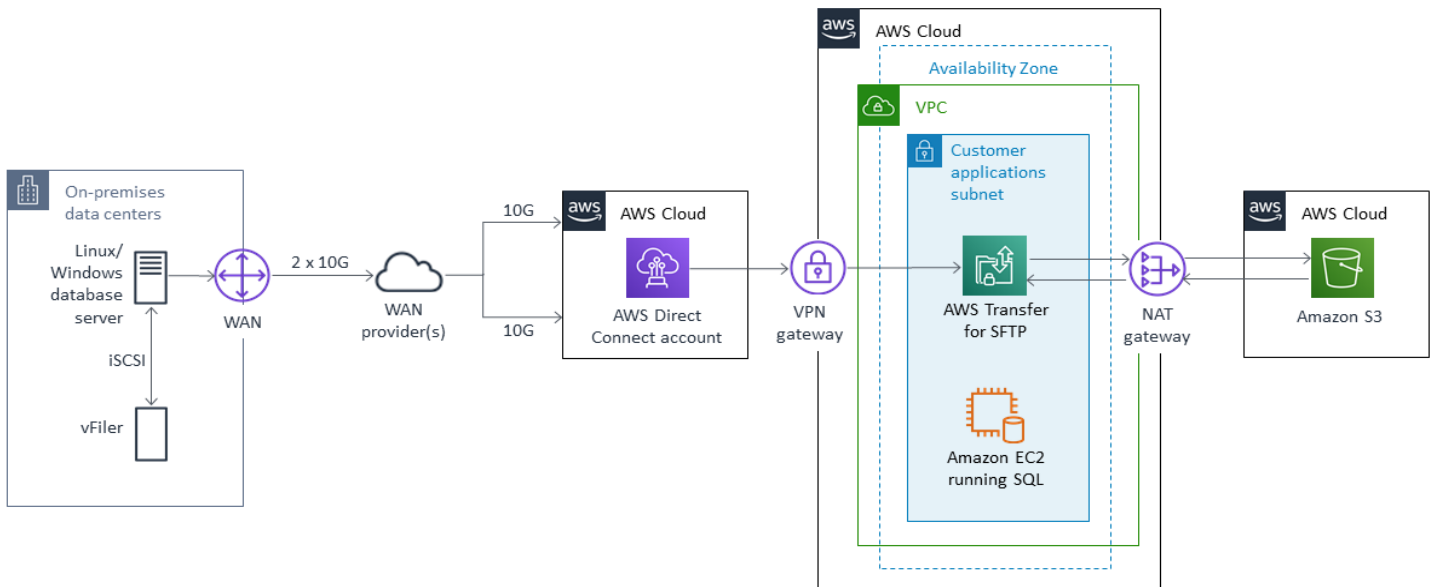 On-premises
data centers
Linux/
Windows
database
server
iSCSI
vFiler
WAN
2 x 10G
WAN
provider(s)
10G
10G
aws
AWS Cloud
AWS Direct
Connect account
VPN
gateway
aws
AWS Cloud
Availability Zone
VPC
Customer
applications
subnet
AWS Transfer
for SFTP
Amazon EC2
running SQL
NAT
gateway
aws
AWS Cloud
Amazon S3